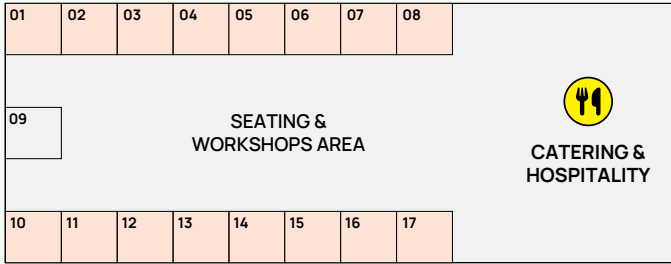 01 02 03 04 05 06 07 08
09
SEATING &
WORKSHOPS AREA
CATERING &
HOSPITALITY
10 11 12 13 14 15 16 17